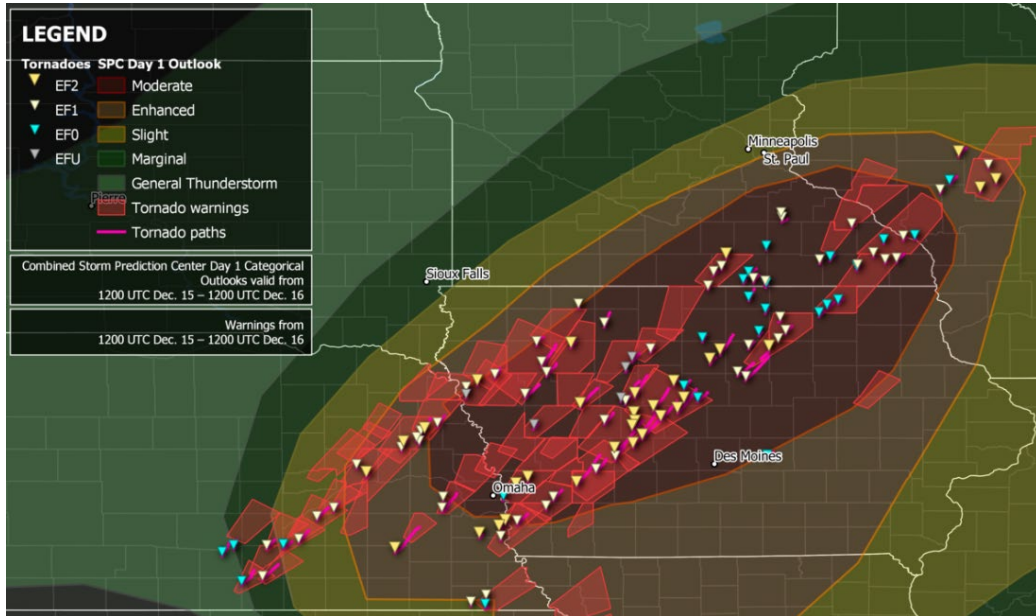 LEGEND
Tornadoes SPC Day 1 Outlook
EF2 Moderate
EF1 Enhanced
EF0 Slight
EFU Marginal
General Thunderstorm
Pierre
Tornado warnings
Tornado paths
Combined Storm Prediction Center Day 1 Categorical
Outlooks valid from
1200 UTC Dec. 15 – 1200 UTC Dec. 16
Warnings from
1200 UTC Dec. 15 – 1200 UTC Dec. 16
Minneapolis
St. Paul
Sioux Falls
Des Moines
Omaha